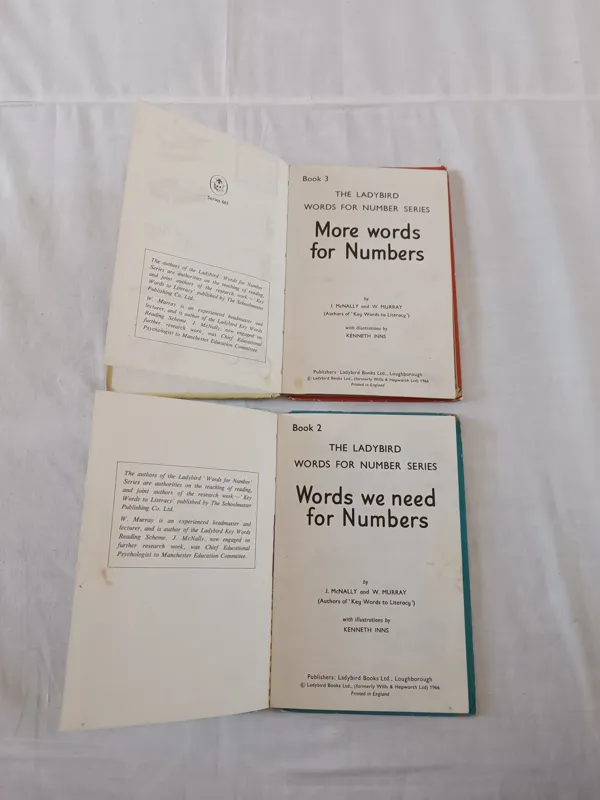 Series 661
The authors of the Ladybird 'Words for Number'
Series are authorities on the teaching of reading,
and joint authors of the research work—'Key
Words to Literacy' published by The Schoolmaster
Publishing Co. Ltd.
W. Murray is an experienced headmaster and
lecturer, and is author of the Ladybird Key Words
Reading Scheme. J. McNally, now engaged on
further research work, was Chief Educational
Psychologist to Manchester Education Committee.
Book 3
THE LADYBIRD
WORDS FOR NUMBER SERIES
More words
for Numbers
by
J. McNALLY and W. MURRAY
(Authors of 'Key Words to Literacy')
with illustrations by
KENNETH INNS
Publishers: Ladybird Books Ltd., Loughborough
© Ladybird Books Ltd., (formerly Wills & Hepworth Ltd) 1966
Printed in England
The authors of the Ladybird 'Words for Number'
Series are authorities on the teaching of reading,
and joint authors of the research work—'Key
Words to Literacy' published by The Schoolmaster
Publishing Co. Ltd.
W. Murray is an experienced headmaster and
lecturer, and is author of the Ladybird Key Words
Reading Scheme. J. McNally, now engaged on
further research work, was Chief Educational
Psychologist to Manchester Education Committee.
Book 2
THE LADYBIRD
WORDS FOR NUMBER SERIES
Words we need
for Numbers
by
J. McNALLY and W. MURRAY
(Authors of 'Key Words to Literacy')
with illustrations by
KENNETH INNS
Publishers: Ladybird Books Ltd., Loughborough
© Ladybird Books Ltd., (formerly Wills & Hepworth Ltd) 1966
Printed in England